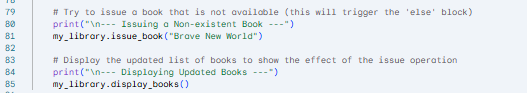 79 # Try to issue a book that is not available (this will trigger the 'else' block)
80 print("\n--- Issuing a Non-existent Book ---")
81 my_library.issue_book("Brave New World")
82
83 # Display the updated list of books to show the effect of the issue operation
84 print("\n--- Displaying Updated Books ---")
85 my_library.display_books()